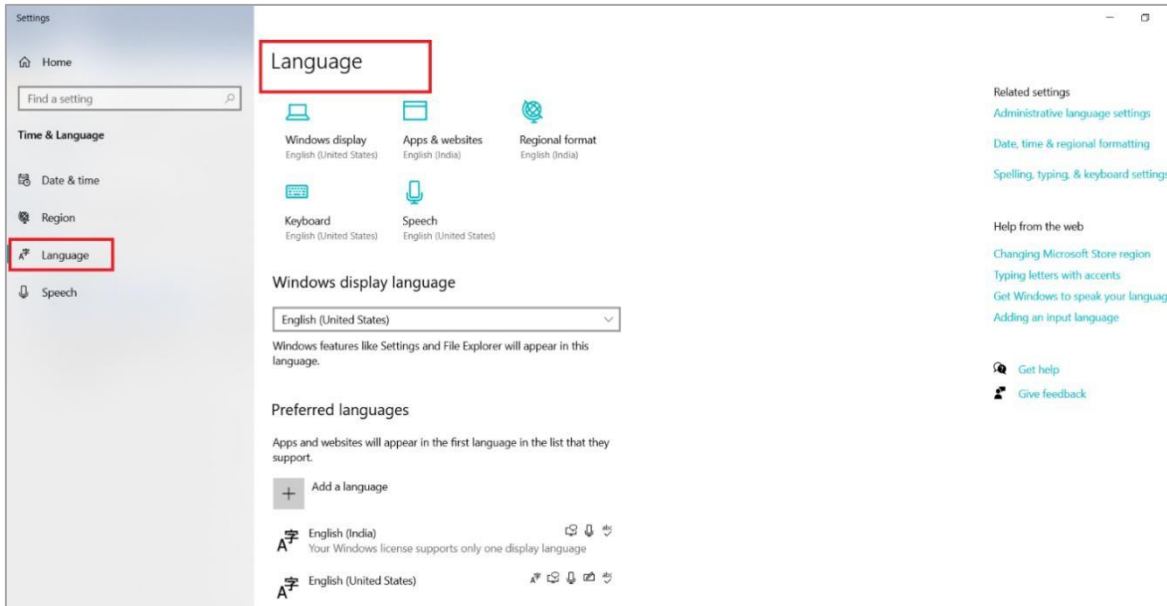 Settings
Home
Find a setting
Time & Language
Date & time
Region
Language
Speech
Language
Windows display
English (United States)
Apps & websites
English (India)
Regional format
English (India)
Keyboard
English (United States)
Speech
English (United States)
Windows display language
English (United States)
Windows features like Settings and File Explorer will appear in this
language.
Preferred languages
Apps and websites will appear in the first language in the list that they
support.
Add a language
English (India)
Your Windows license supports only one display language
English (United States)
Related settings
Administrative language settings
Date, time & regional formatting
Spelling, typing, & keyboard settings
Help from the web
Changing Microsoft Store region
Typing letters with accents
Get Windows to speak your languag
Adding an input language
Get help
Give feedback